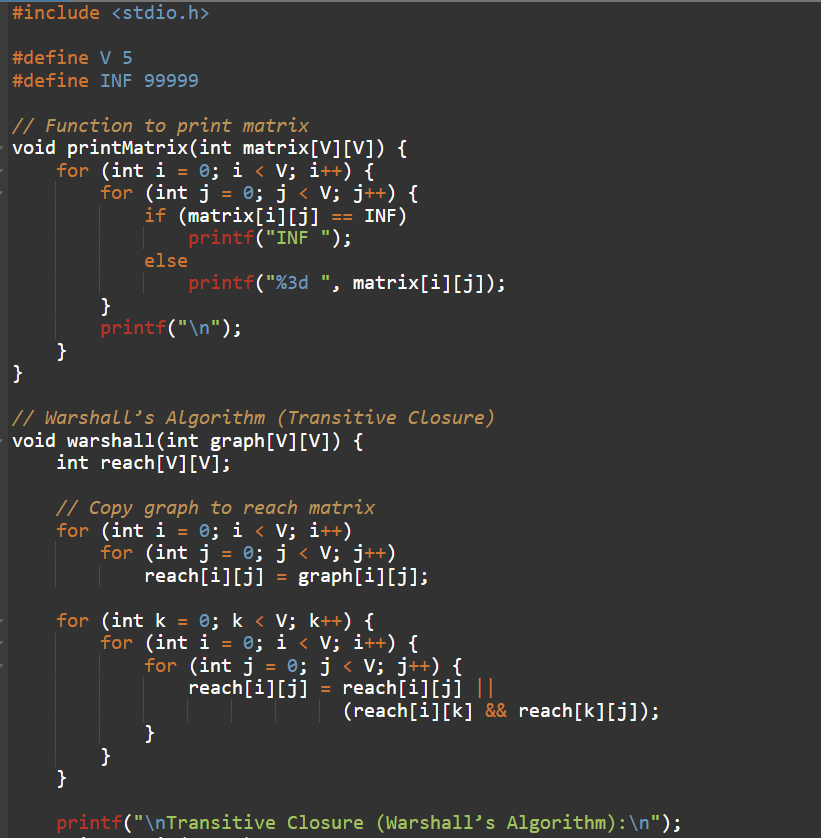 #include <stdio.h>
#define V 5
#define INF 99999
// Function to print matrix
void printMatrix(int matrix[V][V]) {
    for (int i = 0; i < V; i++) {
        for (int j = 0; j < V; j++) {
            if (matrix[i][j] == INF)
                printf("INF ");
            else
                printf("%3d ", matrix[i][j]);
        }
        printf("\n");
    }
}
// Warshall’s Algorithm (Transitive Closure)
void warshall(int graph[V][V]) {
    int reach[V][V];
    // Copy graph to reach matrix
    for (int i = 0; i < V; i++)
        for (int j = 0; j < V; j++)
            reach[i][j] = graph[i][j];
    for (int k = 0; k < V; k++) {
        for (int i = 0; i < V; i++) {
            for (int j = 0; j < V; j++) {
                reach[i][j] = reach[i][j] ||
                              (reach[i][k] && reach[k][j]);
            }
        }
    }
    printf("\nTransitive Closure (Warshall’s Algorithm):\n");